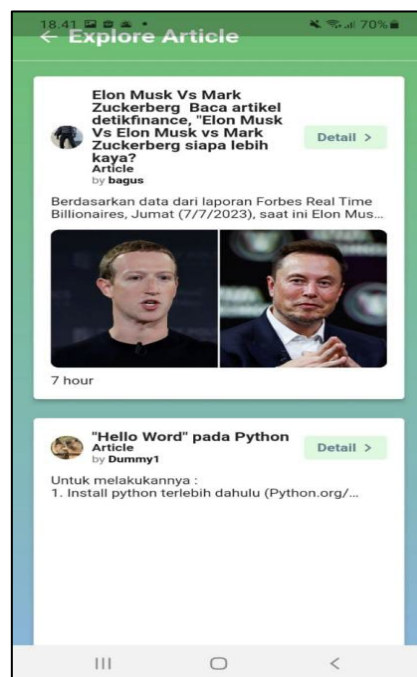 18.41
70%
← Explore Article
Elon Musk Vs Mark
Zuckerberg Baca artikel
detikfinance, "Elon Musk
Vs Elon Musk vs Mark
Zuckerberg siapa lebih
kaya?
Article
by bagus
Detail >
Berdasarkan data dari laporan Forbes Real Time
Billionaires, Jumat (7/7/2023), saat ini Elon Mus...
7 hour
"Hello Word" pada Python
Article
by Dummy1
Detail >
Untuk melakukannya :
1. Install python terlebih dahulu (Python.org/...